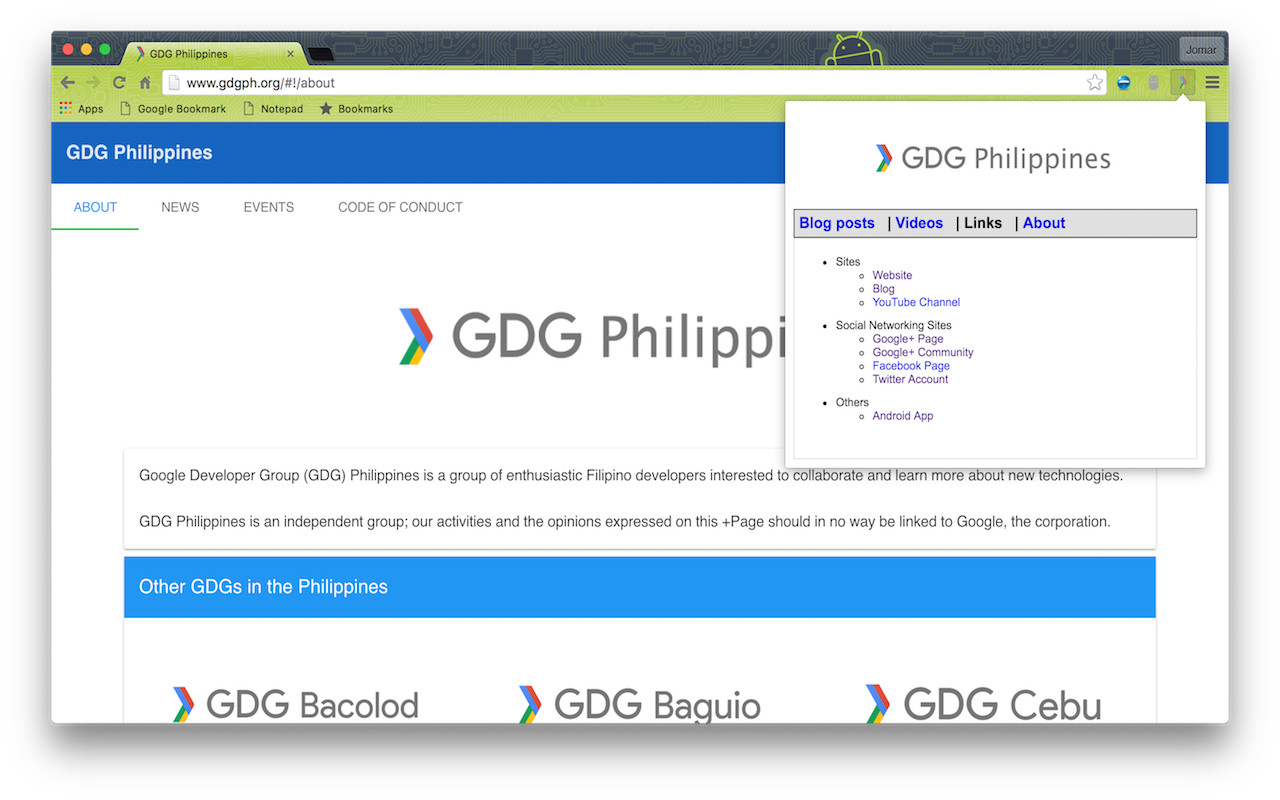 GDG Philippines
Jomar
www.gdgph.org/#!/about
Apps Google Bookmark Notepad Bookmarks
GDG Philippines
ABOUT NEWS EVENTS CODE OF CONDUCT
GDG Philippi
GDG Philippines
Blog posts | Videos | Links | About
Sites
Website
Blog
YouTube Channel
Social Networking Sites
Google+ Page
Google+ Community
Facebook Page
Twitter Account
Others
Android App
Google Developer Group (GDG) Philippines is a group of enthusiastic Filipino developers interested to collaborate and learn more about new technologies.
GDG Philippines is an independent group; our activities and the opinions expressed on this +Page should in no way be linked to Google, the corporation.
Other GDGs in the Philippines
GDG Bacolod GDG Baguio GDG Cebu